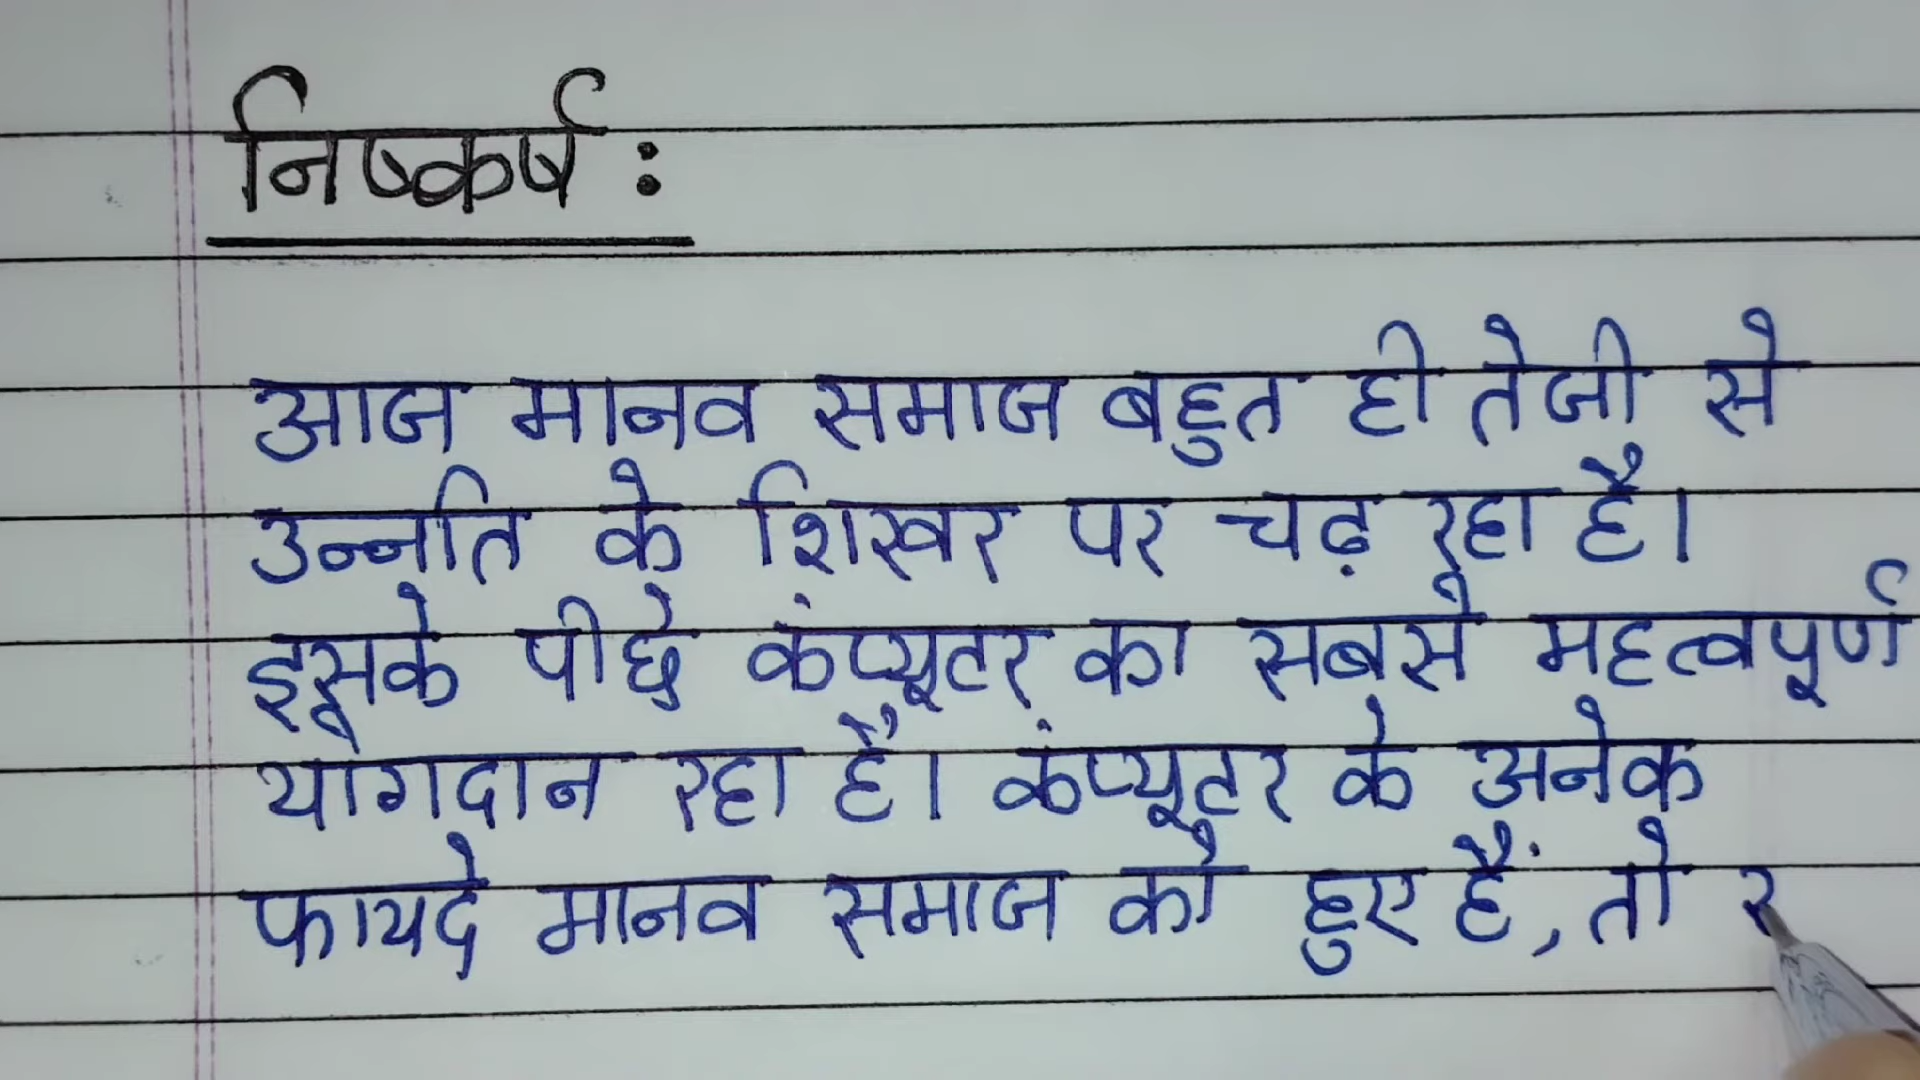 निष्कर्ष :
आज मानव समाज बहुत ही तेजी से
उन्नति के शिखर पर चढ़ रहा है।
इसके पीछे कंप्यूटर का सबसे महत्वपूर्ण
योगदान रहा है। कंप्यूटर के अनेक
फायदे मानव समाज को हुए हैं, तो